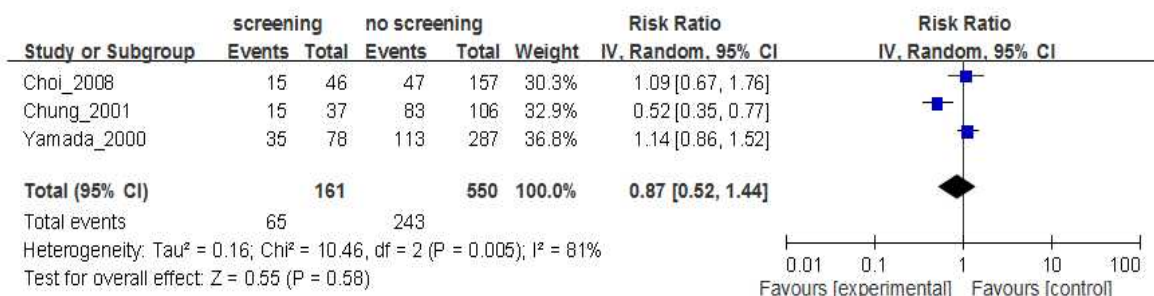 screening no screening Risk Ratio Risk Ratio
Study or Subgroup Events Total Events Total Weight IV, Random, 95% CI IV, Random, 95% CI
Choi_2008 15 46 47 157 30.3% 1.09 [0.67, 1.76]
Chung_2001 15 37 83 106 32.9% 0.52 [0.35, 0.77]
Yamada_2000 35 78 113 287 36.8% 1.14 [0.86, 1.52]
Total (95% CI) 161 550 100.0% 0.87 [0.52, 1.44]
Total events 65 243
Heterogeneity: Tau² = 0.16; Chi² = 10.46, df = 2 (P = 0.005); I² = 81%
Test for overall effect: Z = 0.55 (P = 0.58)
0.01 0.1 1 10 100
Favours [experimental] Favours [control]